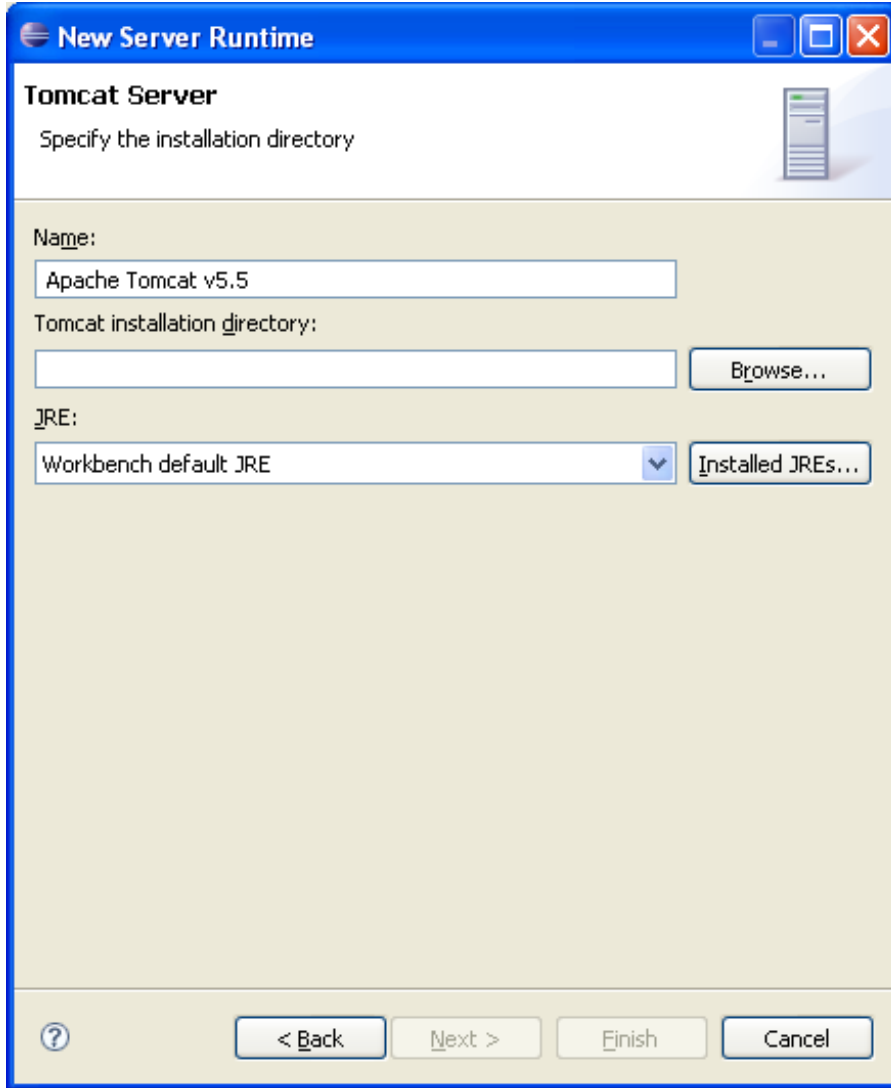 New Server Runtime
Tomcat Server
Specify the installation directory
Name:
Apache Tomcat v5.5
Tomcat installation directory:
Browse...
JRE:
Workbench default JRE
Installed JREs...
?
< Back
Next >
Finish
Cancel